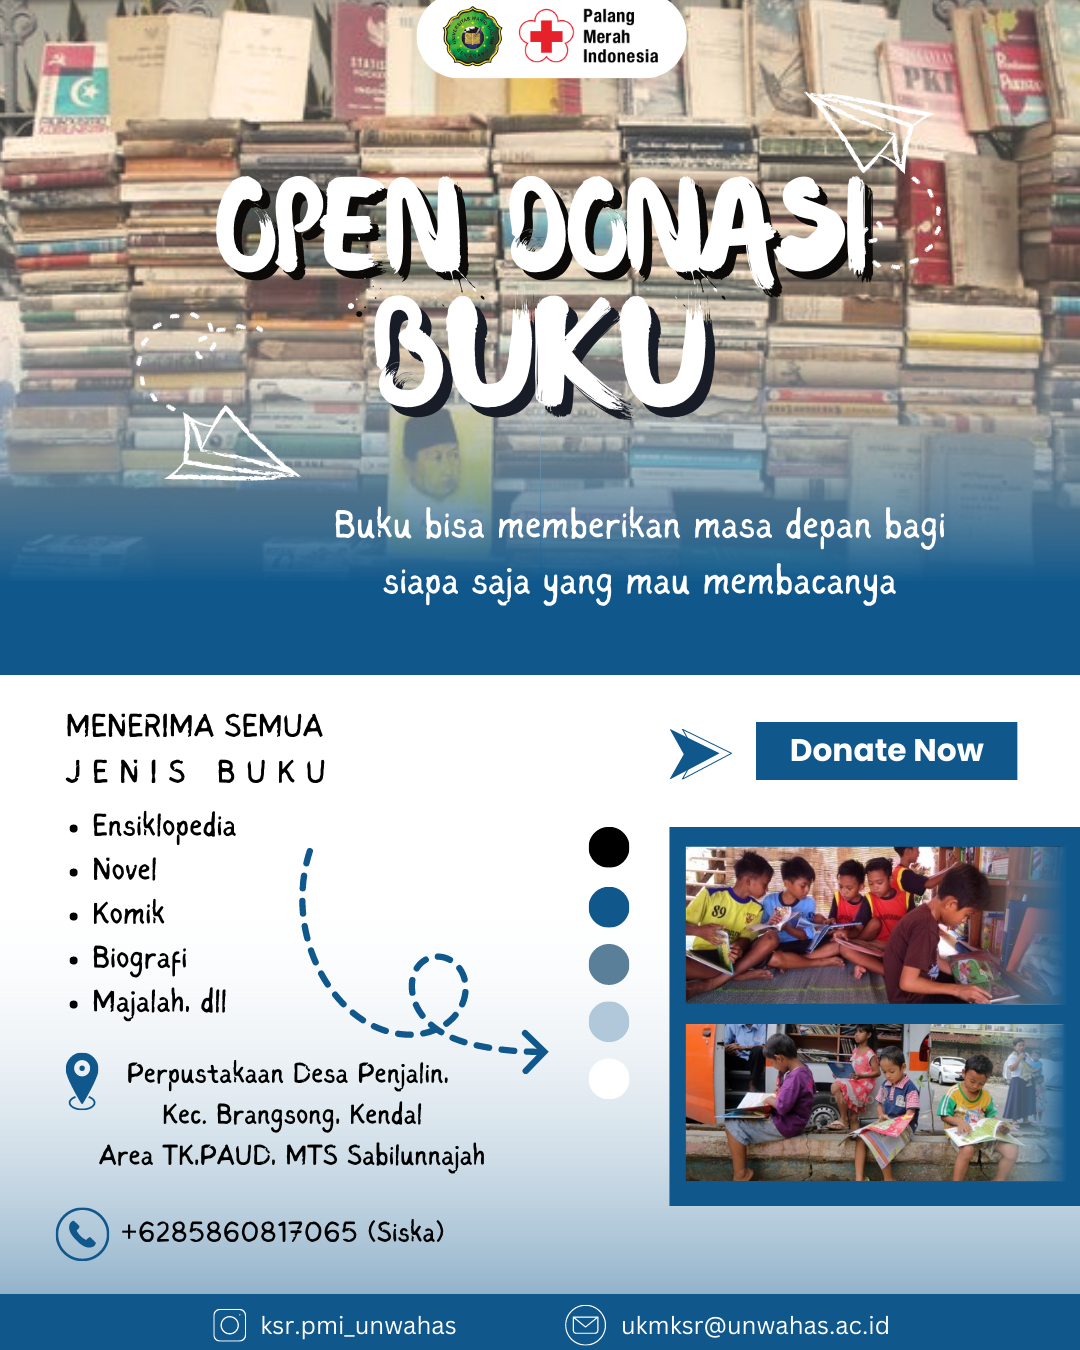 Palang
Merah
Indonesia
OPEN DONASI
BUKU
Buku bisa memberikan masa depan bagi
siapa saja yang mau membacanya
MENERIMA SEMUA
JENIS BUKU
Donate Now
• Ensiklopedia
• Novel
• Komik
• Biografi
• Majalah, dll
89
Perpustakaan Desa Penjalin,
Kec. Brangsong, Kendal
Area TK,PAUD, MTS Sabilunnajah
+6285860817065 (Siska)
ksr.pmi_unwahas
ukmksr@unwahas.ac.id